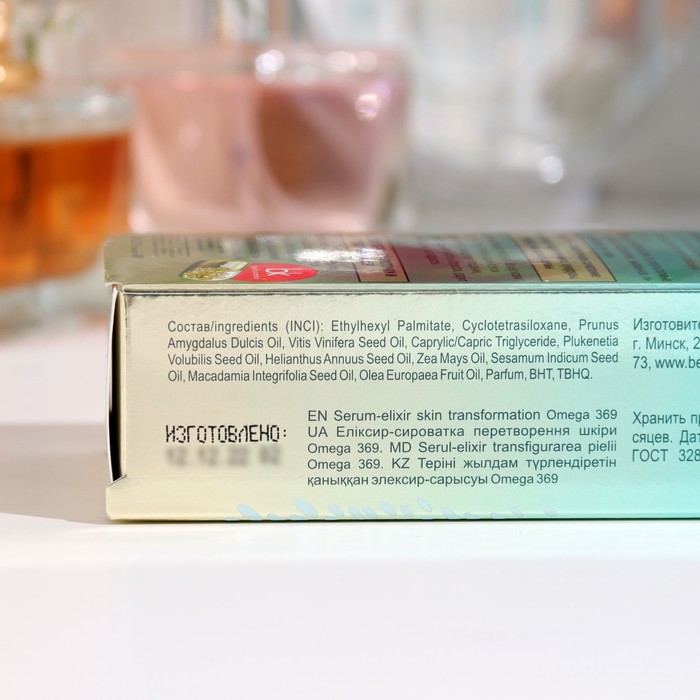 Состав/ingredients (INCI): Ethylhexyl Palmitate, Cyclotetrasiloxane, Prunus
Amygdalus Dulcis Oil, Vitis Vinifera Seed Oil, Caprylic/Capric Triglyceride, Plukenetia
Volubilis Seed Oil, Helianthus Annuus Seed Oil, Zea Mays Oil, Sesamum Indicum Seed
Oil, Macadamia Integrifolia Seed Oil, Olea Europaea Fruit Oil, Parfum, BHT, TBHQ.
ИЗГОТОВЛЕНО:
EN Serum-elixir skin transformation Omega 369
UA Еліксир-сироватка перетворення шкіри
Omega 369. MD Serul-elixir transfigurarea pielii
Omega 369. KZ Теріні жылдам түрлендіретін
қаныққан элексир-сарысуы Omega 369
Изготовите
г. Минск, 2
73, www.be
Хранить пр
сяцев. Дат
ГОСТ 328